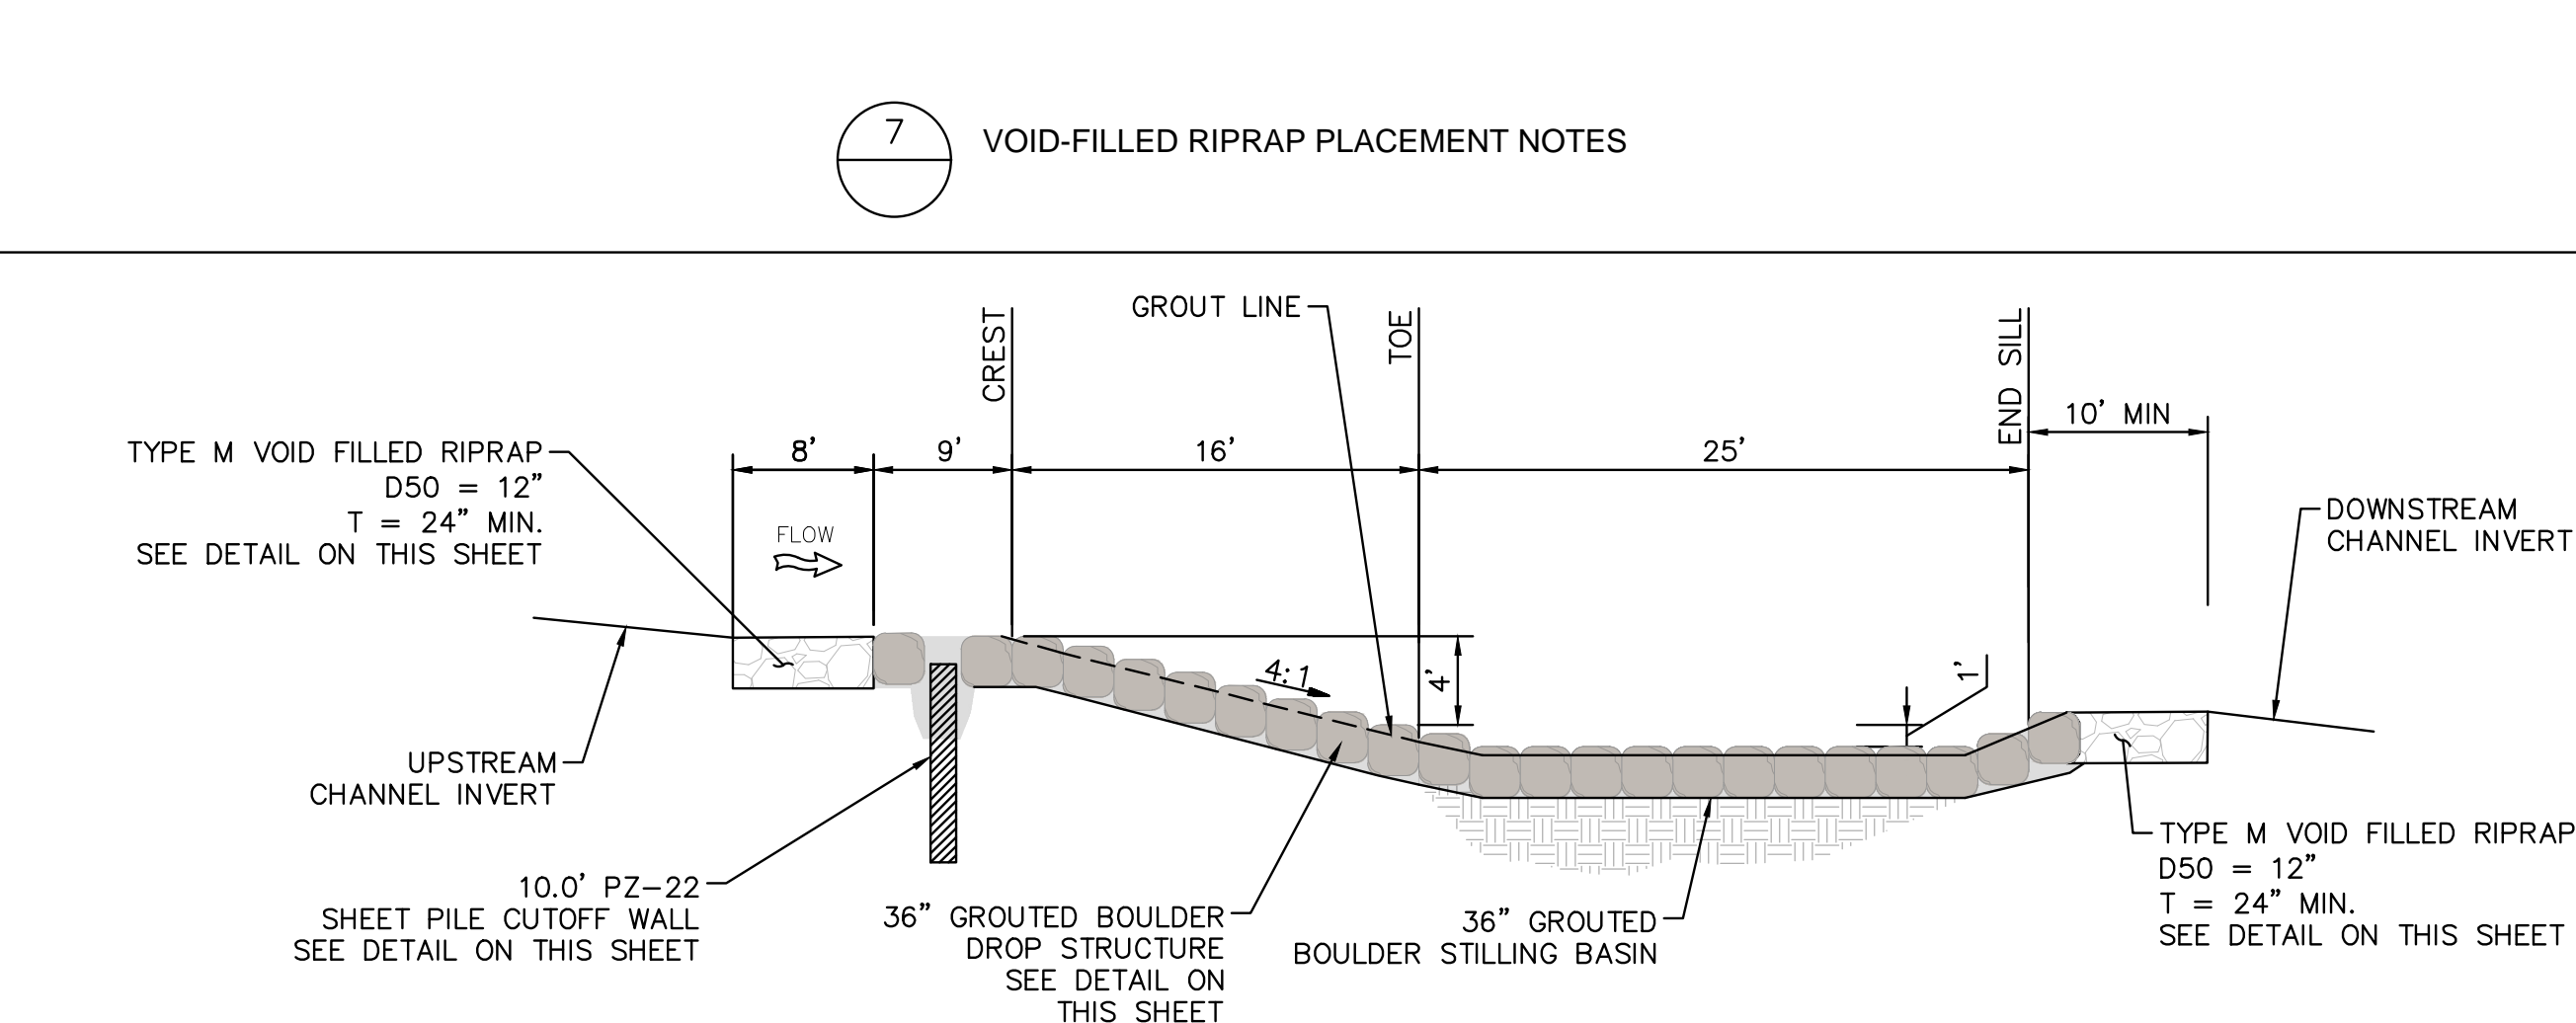 7
VOID-FILLED RIPRAP PLACEMENT NOTES
GROUT LINE
CREST
TOE
END SILL
10' MIN
8'
9'
16'
25'
TYPE M VOID FILLED RIPRAP
D50 = 12"
T = 24" MIN.
SEE DETAIL ON THIS SHEET
FLOW
DOWNSTREAM
CHANNEL INVERT
4:1
4'
1'
UPSTREAM
CHANNEL INVERT
10.0' PZ-22
SHEET PILE CUTOFF WALL
SEE DETAIL ON THIS SHEET
36" GROUTED BOULDER
DROP STRUCTURE
SEE DETAIL ON
THIS SHEET
36" GROUTED
BOULDER STILLING BASIN
TYPE M VOID FILLED RIPRAP
D50 = 12"
T = 24" MIN.
SEE DETAIL ON THIS SHEET